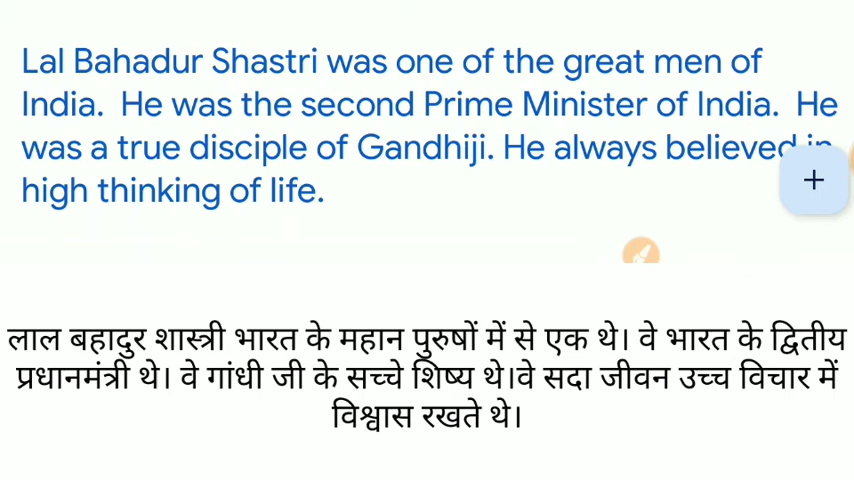 Lal Bahadur Shastri was one of the great men of
India. He was the second Prime Minister of India. He
was a true disciple of Gandhiji. He always believed in
high thinking of life.
+
लाल बहादुर शास्त्री भारत के महान पुरुषों में से एक थे। वे भारत के द्वितीय
प्रधानमंत्री थे। वे गांधी जी के सच्चे शिष्य थे।वे सदा जीवन उच्च विचार में
विश्वास रखते थे।